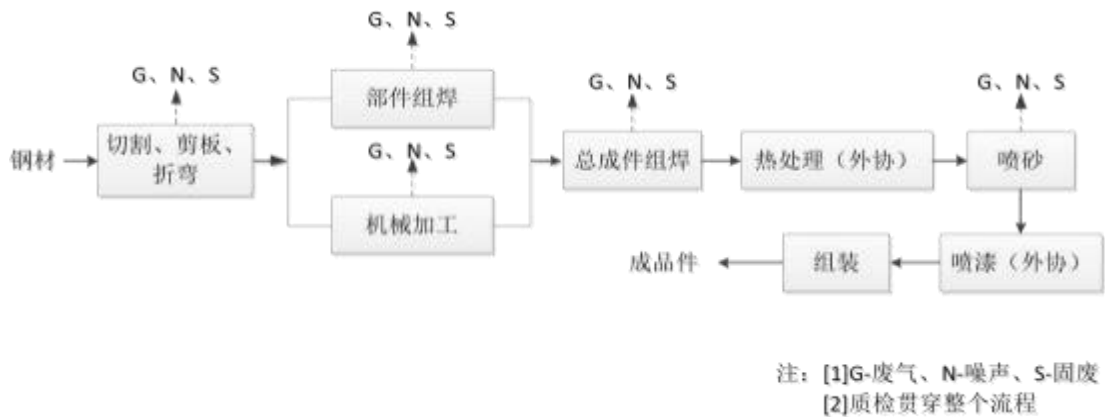 G、N、S
G、N、S
部件组焊
钢材
切割、剪板、
折弯
G、N、S
机械加工
G、N、S
总成件组焊
热处理（外协）
G、N、S
喷砂
成品件
组装
喷漆（外协）
注：[1]G-废气、N-噪声、S-固废
[2]质检贯穿整个流程